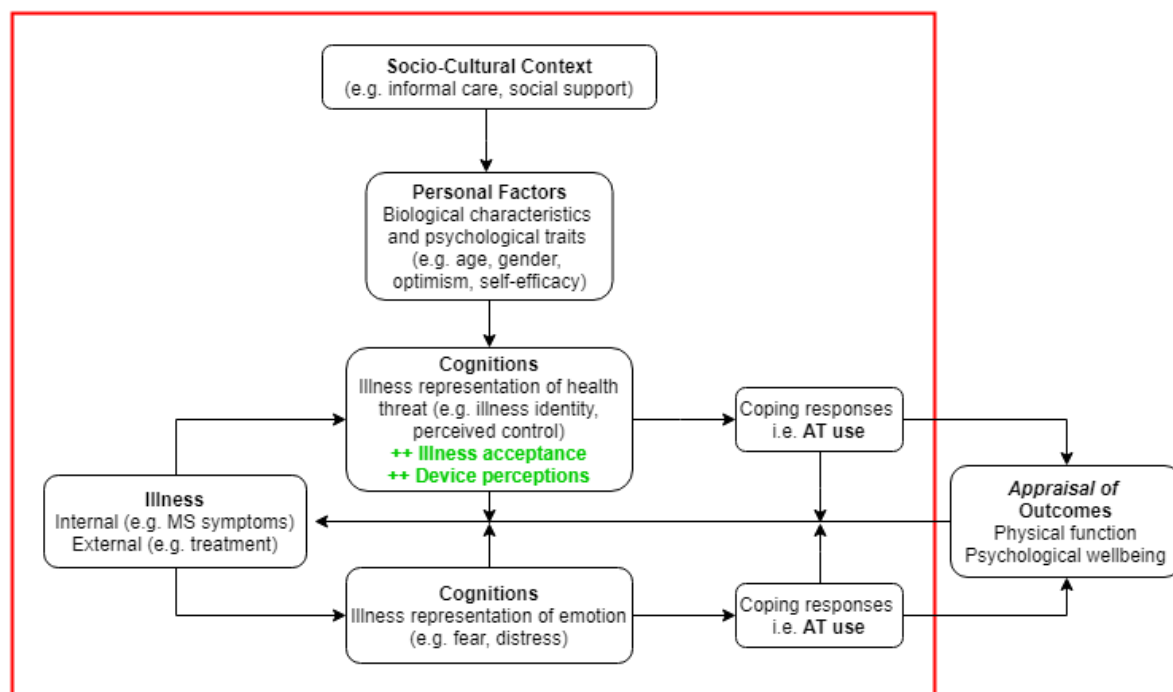 Socio-Cultural Context
(e.g. informal care, social support)
Personal Factors
Biological characteristics
and psychological traits
(e.g. age, gender,
optimism, self-efficacy)
Cognitions
Illness representation of health
threat (e.g. illness identity,
perceived control)
++ Illness acceptance
++ Device perceptions
Coping responses
i.e. AT use
Illness
Internal (e.g. MS symptoms)
External (e.g. treatment)
Appraisal of
Outcomes
Physical function
Psychological wellbeing
Cognitions
Illness representation of emotion
(e.g. fear, distress)
Coping responses
i.e. AT use